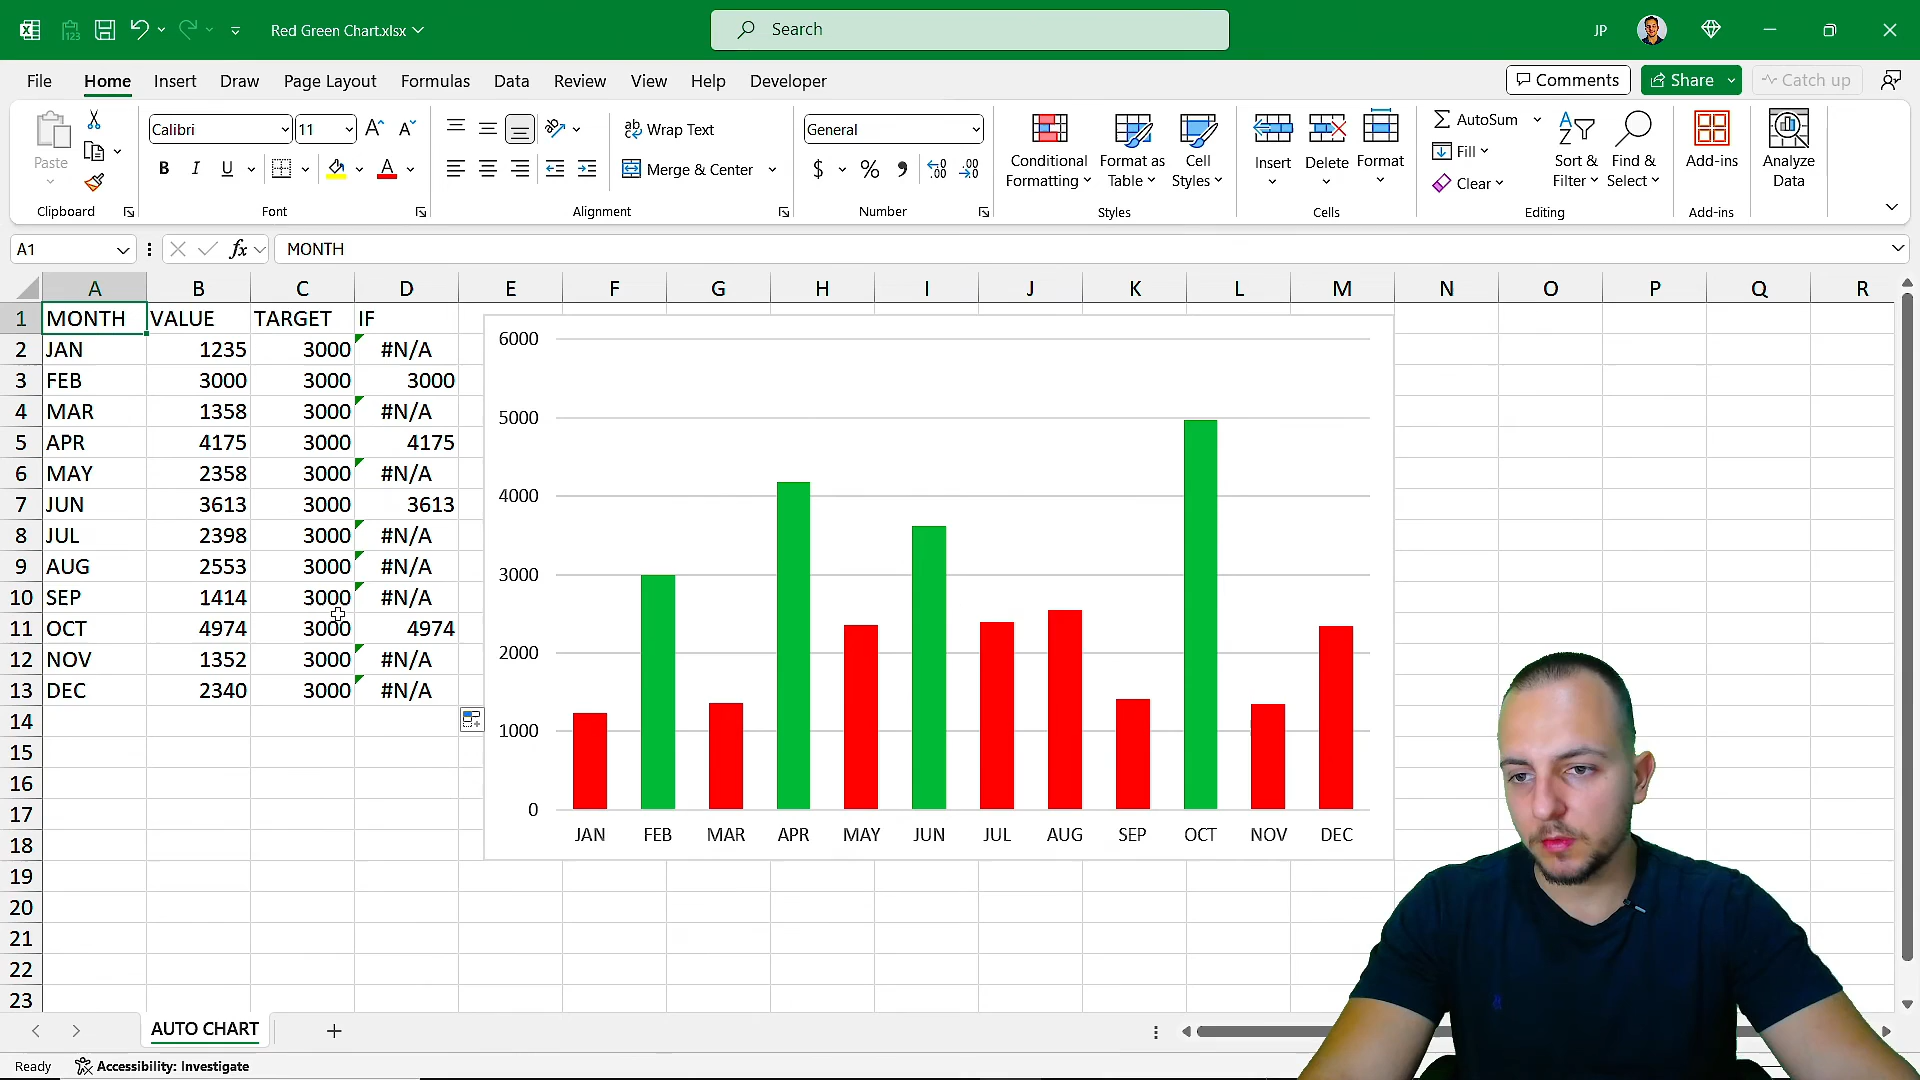 Red Green Chart.xlsx
Search
JP
File Home Insert Draw Page Layout Formulas Data Review View Help Developer
Comments Share Catch up
Paste
Calibri 11
B I U A
ab Wrap Text
Merge & Center
General
$ % ,
Conditional Formatting
Format as Table
Cell Styles
Insert
Delete
Format
AutoSum
Fill
Clear
Sort & Filter
Find & Select
Add-ins
Analyze Data
Clipboard Font Alignment Number Styles Cells Editing Add-ins
A1 fx MONTH
A B C D E F G H I J K L M N O P Q R
1 MONTH VALUE TARGET IF
2 JAN 1235 3000 #N/A
3 FEB 3000 3000 3000
4 MAR 1358 3000 #N/A
5 APR 4175 3000 4175
6 MAY 2358 3000 #N/A
7 JUN 3613 3000 3613
8 JUL 2398 3000 #N/A
9 AUG 2553 3000 #N/A
10 SEP 1414 3000 #N/A
11 OCT 4974 3000 4974
12 NOV 1352 3000 #N/A
13 DEC 2340 3000 #N/A
14
15
16
17
18
19
20
21
22
23
6000
5000
4000
3000
2000
1000
0
JAN FEB MAR APR MAY JUN JUL AUG SEP OCT NOV DEC
AUTO CHART
Ready Accessibility: Investigate